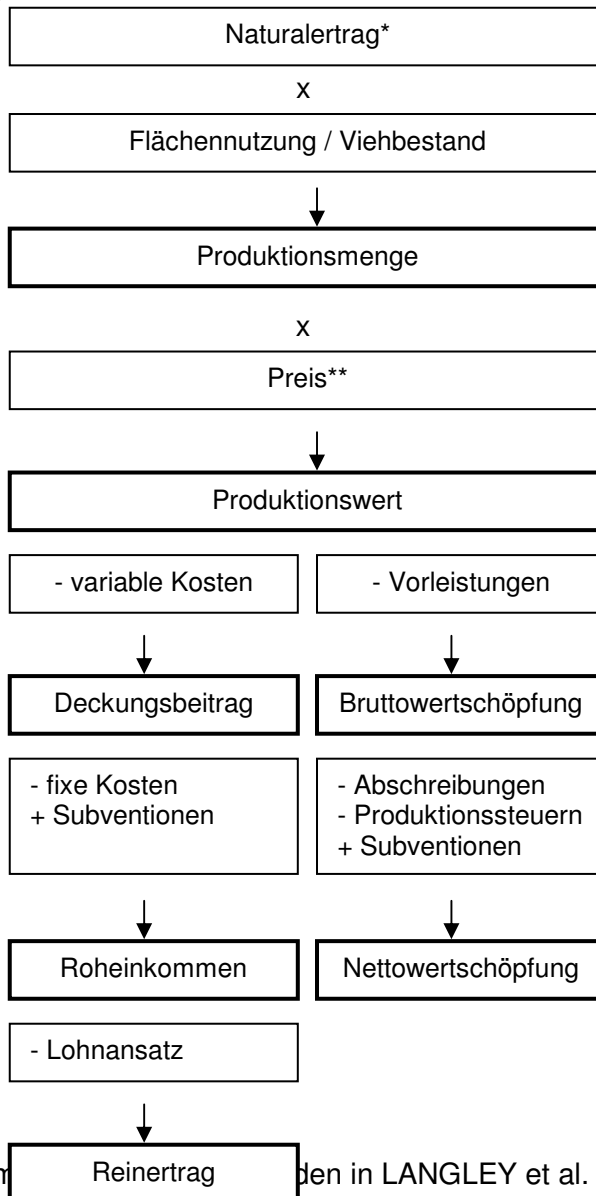 Naturalertrag*
x
Flächennutzung / Viehbestand
Produktionsmenge
x
Preis**
Produktionswert
- variable Kosten
- Vorleistungen
Deckungsbeitrag
Bruttowertschöpfung
- fixe Kosten
+ Subventionen
- Abschreibungen
- Produktionssteuern
+ Subventionen
Roheinkommen
Nettowertschöpfung
- Lohnansatz
Reinertrag
den in LANGLEY et al.